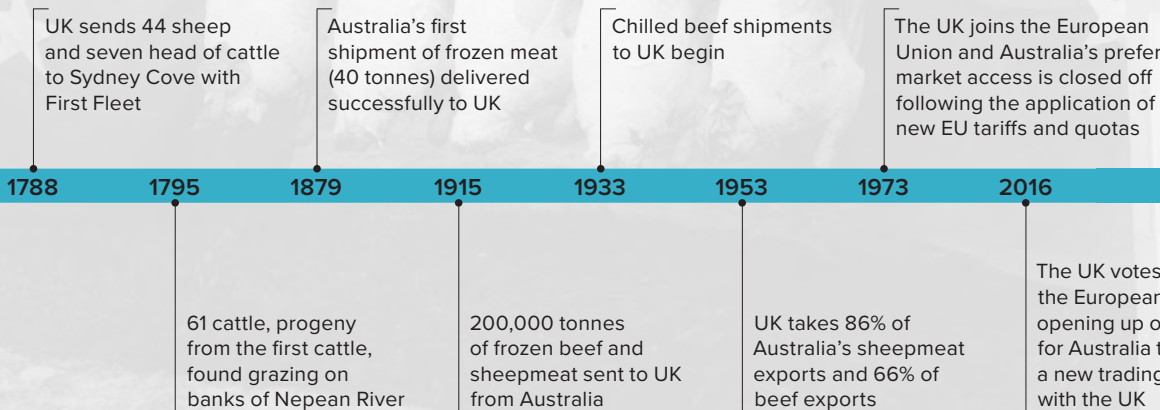 UK sends 44 sheep
and seven head of cattle
to Sydney Cove with
First Fleet
Australia’s first
shipment of frozen meat
(40 tonnes) delivered
successfully to UK
Chilled beef shipments
to UK begin
The UK joins the European
Union and Australia’s
market access is closed off
following the application of
new EU tariffs and quotas
1788 1795 1879 1915 1933 1953 1973 2016
61 cattle, progeny
from the first cattle,
found grazing on
banks of Nepean River
200,000 tonnes
of frozen beef and
sheepmeat sent to UK
from Australia
UK takes 86% of
Australia’s sheepmeat
exports and 66% of
beef exports
The UK votes
the European
opening up
for Australia
a new trading
with the UK